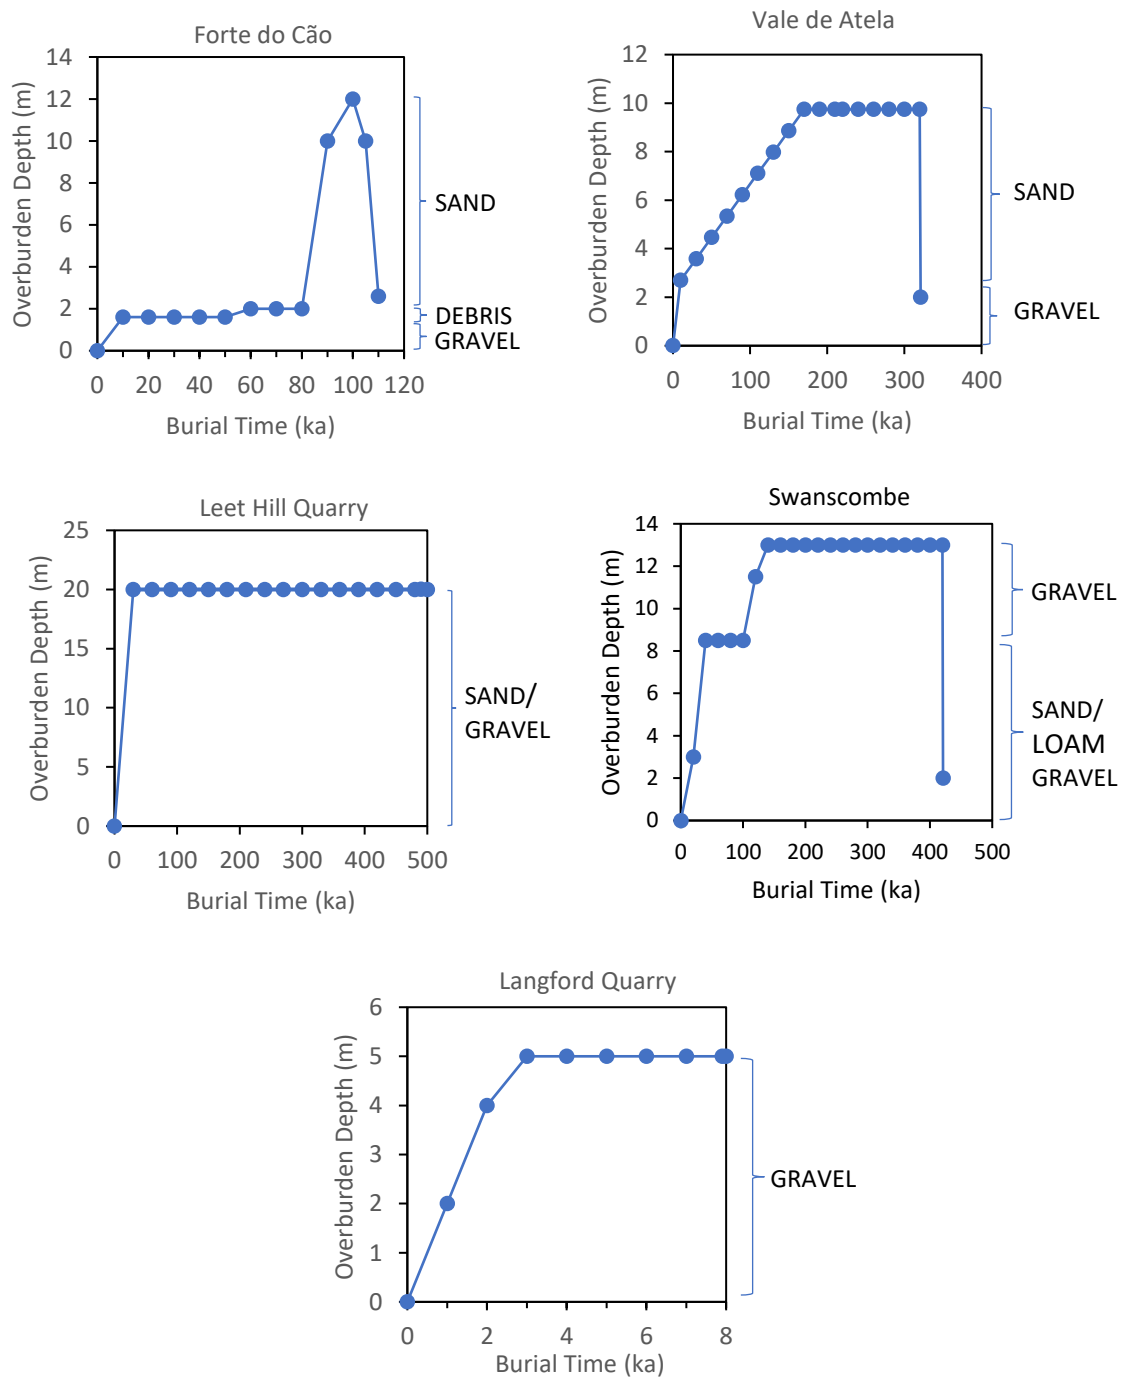 Forte do Cão
Overburden Depth (m)
14
12
10
8
6
4
2
0
0 20 40 60 80 100 120
Burial Time (ka)
SAND
DEBRIS
GRAVEL
Vale de Atela
Overburden Depth (m)
12
10
8
6
4
2
0
0 100 200 300 400
Burial Time (ka)
SAND
GRAVEL
Leet Hill Quarry
Overburden Depth (m)
25
20
15
10
5
0
0 100 200 300 400 500
Burial Time (ka)
SAND/
GRAVEL
Swanscombe
Overburden Depth (m)
14
12
10
8
6
4
2
0
0 100 200 300 400 500
Burial Time (ka)
GRAVEL
SAND/
LOAM
GRAVEL
Langford Quarry
Overburden Depth (m)
6
5
4
3
2
1
0
0 2 4 6 8
Burial Time (ka)
GRAVEL